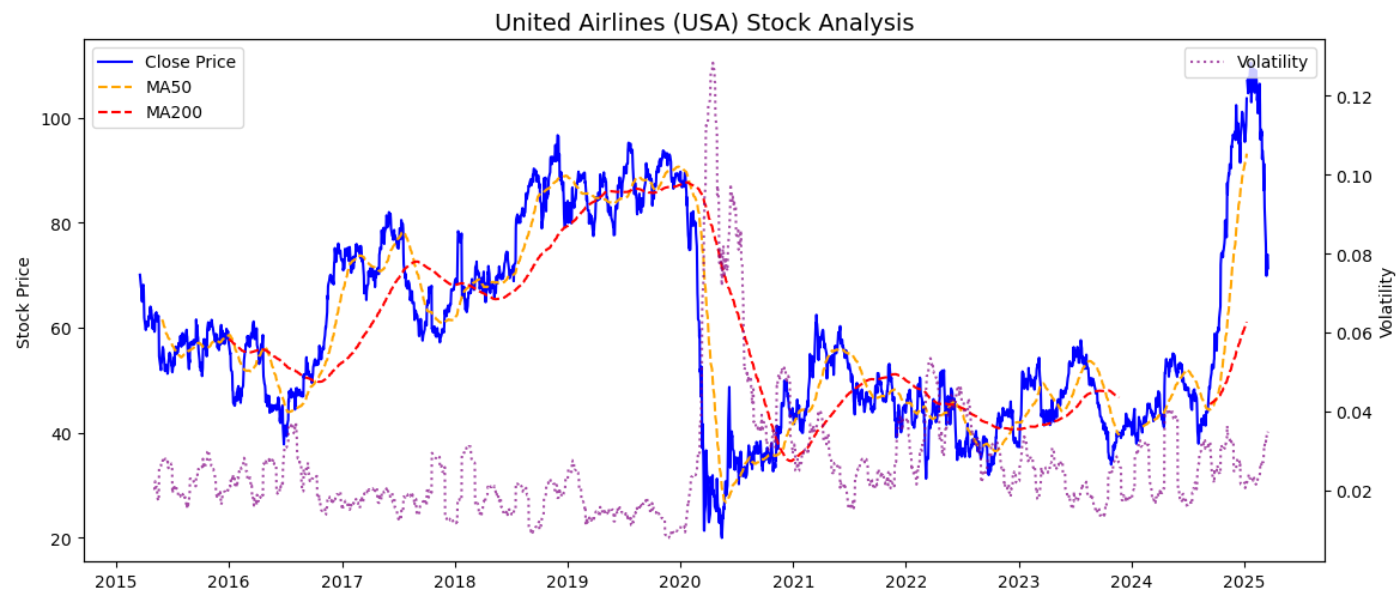 United Airlines (USA) Stock Analysis
Close Price
MA50
MA200
Volatility
Stock Price
100
80
60
40
20
Volatility
0.12
0.10
0.08
0.06
0.04
0.02
2015 2016 2017 2018 2019 2020 2021 2022 2023 2024 2025